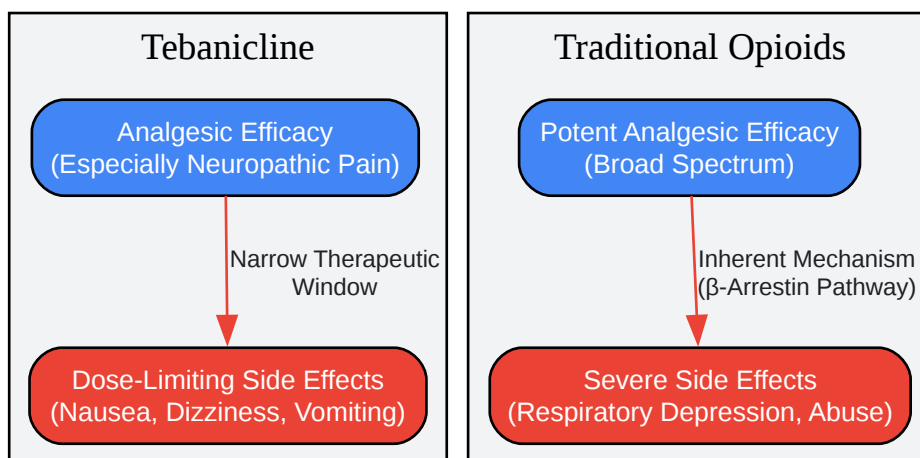 Tebanicline
Analgesic Efficacy
(Especially Neuropathic Pain)
Narrow Therapeutic
Window
Dose-Limiting Side Effects
(Nausea, Dizziness, Vomiting)
Traditional Opioids
Potent Analgesic Efficacy
(Broad Spectrum)
Inherent Mechanism
(β-Arrestin Pathway)
Severe Side Effects
(Respiratory Depression, Abuse)